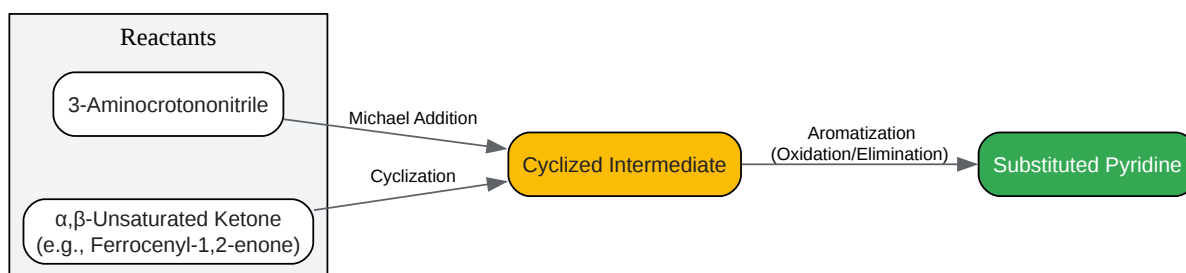 Reactants
3-Aminocrotononitrile
Michael Addition
Cyclization
α,β-Unsaturated Ketone
(e.g., Ferrocenyl-1,2-enone)
Cyclized Intermediate
Aromatization
(Oxidation/Elimination)
Substituted Pyridine